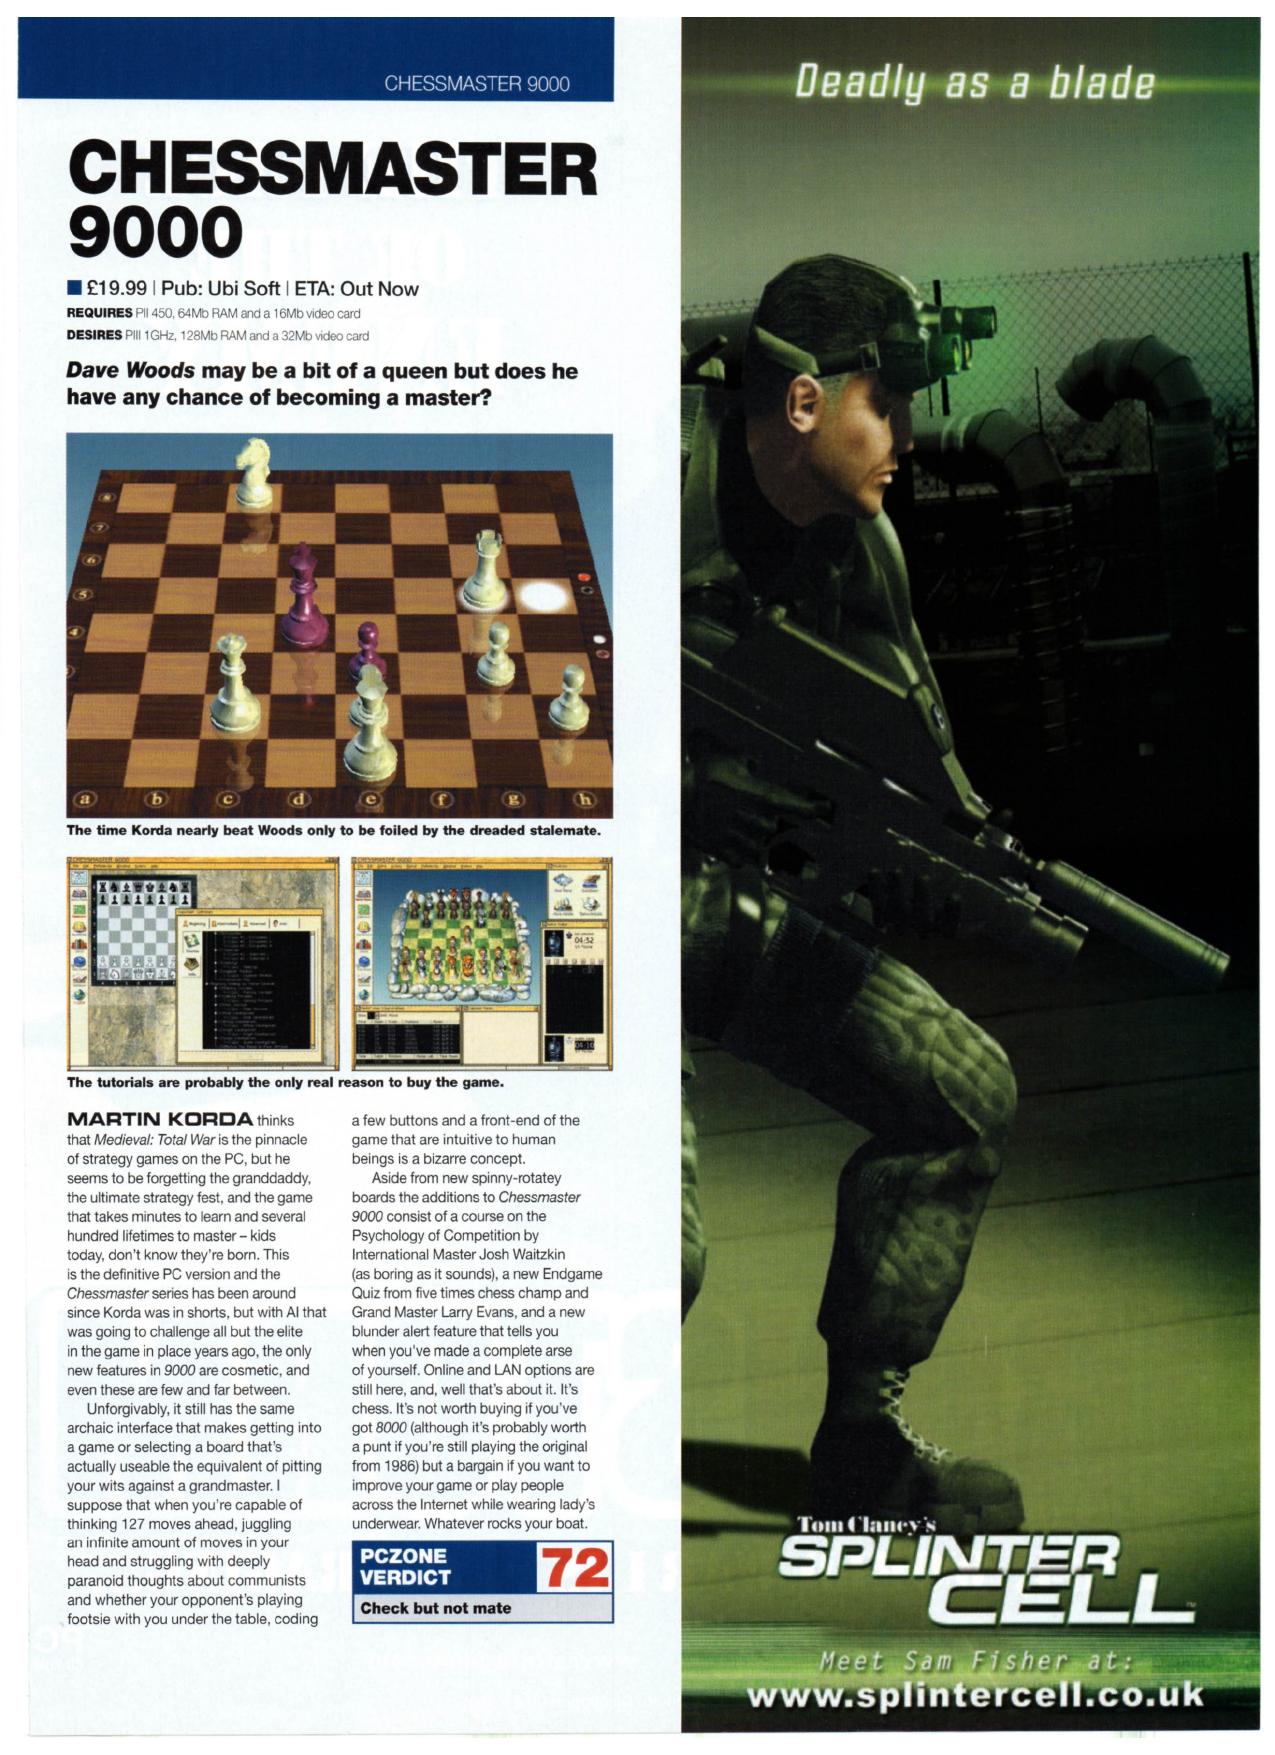 CHESSMASTER 9000
CHESSMASTER
9000
£19.99 | Pub: Ubi Soft | ETA: Out Now
REQUIRES PII 450, 64Mb RAM and a 16Mb video card
DESIRES PIII 1GHz, 128Mb RAM and a 32Mb video card
Dave Woods may be a bit of a queen but does he
have any chance of becoming a master?
8
7
6
5
4
a b c d e f g h
The time Korda nearly beat Woods only to be foiled by the dreaded stalemate.
CHESSMASTER 9000
CHESSMASTER 9000
04:32
04:10
The tutorials are probably the only real reason to buy the game.
MARTIN KORDA thinks
that Medieval: Total War is the pinnacle
of strategy games on the PC, but he
seems to be forgetting the granddaddy,
the ultimate strategy fest, and the game
that takes minutes to learn and several
hundred lifetimes to master – kids
today, don't know they're born. This
is the definitive PC version and the
Chessmaster series has been around
since Korda was in shorts, but with AI that
was going to challenge all but the elite
in the game in place years ago, the only
new features in 9000 are cosmetic, and
even these are few and far between.
Unforgivably, it still has the same
archaic interface that makes getting into
a game or selecting a board that's
actually useable the equivalent of pitting
your wits against a grandmaster. I
suppose that when you're capable of
thinking 127 moves ahead, juggling
an infinite amount of moves in your
head and struggling with deeply
paranoid thoughts about communists
and whether your opponent's playing
footsie with you under the table, coding
a few buttons and a front-end of the
game that are intuitive to human
beings is a bizarre concept.
Aside from new spinny-rotatey
boards the additions to Chessmaster
9000 consist of a course on the
Psychology of Competition by
International Master Josh Waitzkin
(as boring as it sounds), a new Endgame
Quiz from five times chess champ and
Grand Master Larry Evans, and a new
blunder alert feature that tells you
when you've made a complete arse
of yourself. Online and LAN options are
still here, and, well that's about it. It's
chess. It's not worth buying if you've
got 8000 (although it's probably worth
a punt if you're still playing the original
from 1986) but a bargain if you want to
improve your game or play people
across the Internet while wearing lady's
underwear. Whatever rocks your boat.
PCZONE
VERDICT
72
Check but not mate
Deadly as a blade
Tom Clancy's
SPLINTER
CELL™
Meet Sam Fisher at:
www.splintercell.co.uk